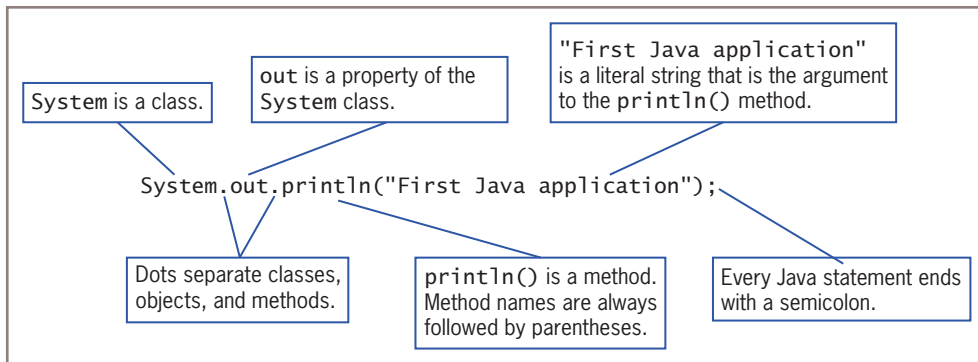 "First Java application"
is a literal string that is the argument
to the println() method.
out is a property of the
System class.
System is a class.
System.out.println("First Java application");
Dots separate classes,
objects, and methods.
println() is a method.
Method names are always
followed by parentheses.
Every Java statement ends
with a semicolon.